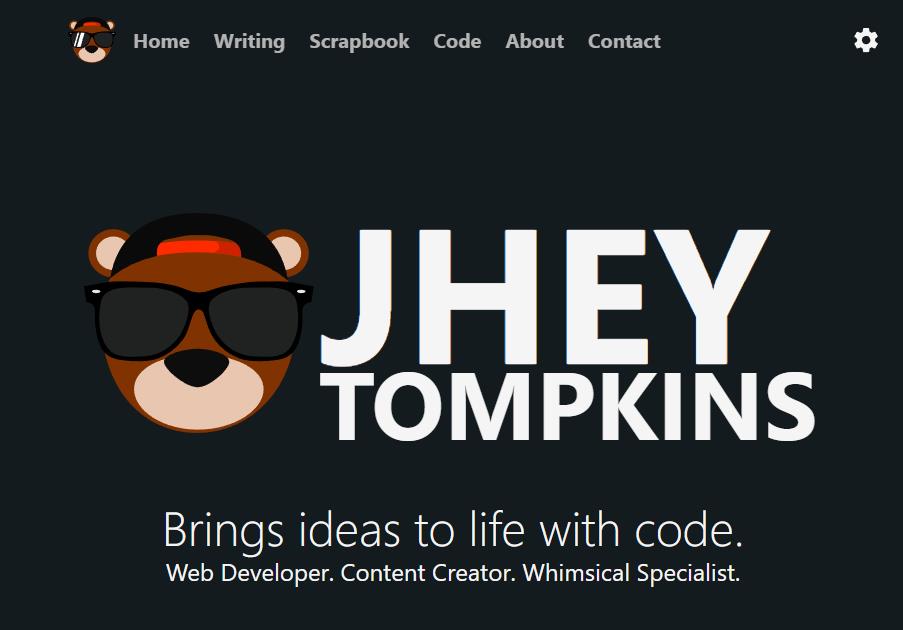 Home Writing Scrapbook Code About Contact
JHEY
TOMPKINS
Brings ideas to life with code.
Web Developer. Content Creator. Whimsical Specialist.